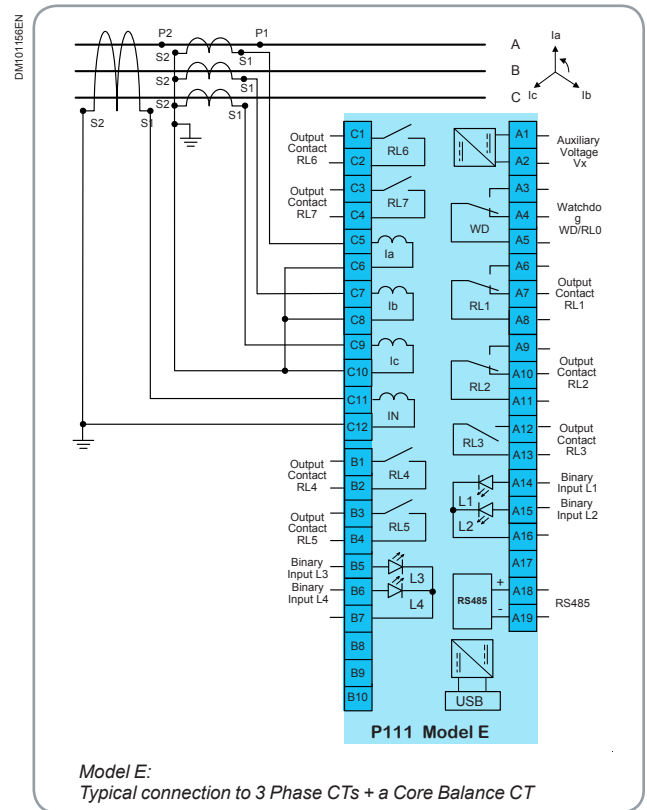 DM101156EN
P2
P1
A
Ia
S2
S1
B
S2
S1
C
Ic
Ib
S2
S1
S2
S1
Output
Contact
RL6
C1
C2
RL6
A1
A2
Auxiliary
Voltage
Vx
Output
Contact
RL7
C3
C4
RL7
A3
A4
A5
WD
Watchdo
g
WD/RL0
C5
C6
Ia
A6
A7
A8
RL1
Output
Contact
RL1
C7
C8
Ib
C9
C10
Ic
A9
A10
A11
RL2
Output
Contact
RL2
C11
C12
IN
A12
A13
RL3
Output
Contact
RL3
Output
Contact
RL4
B1
B2
RL4
A14
A15
A16
L1
L2
Binary
Input L1
Binary
Input L2
Output
Contact
RL5
B3
B4
RL5
Binary
Input L3
Binary
Input L4
B5
B6
B7
L3
L4
A17
A18
A19
RS485
+
-
RS485
B8
B9
B10
USB
P111 Model E
Model E:
Typical connection to 3 Phase CTs + a Core Balance CT